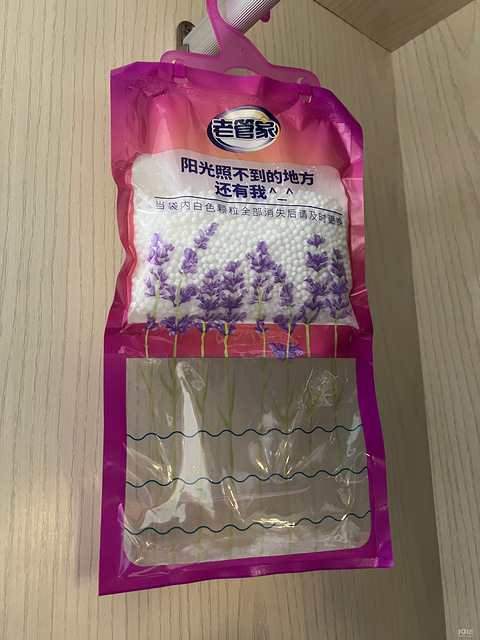 老管家
阳光照不到的地方
还有我^_^
当袋内白色颗粒全部消失后请及时更换